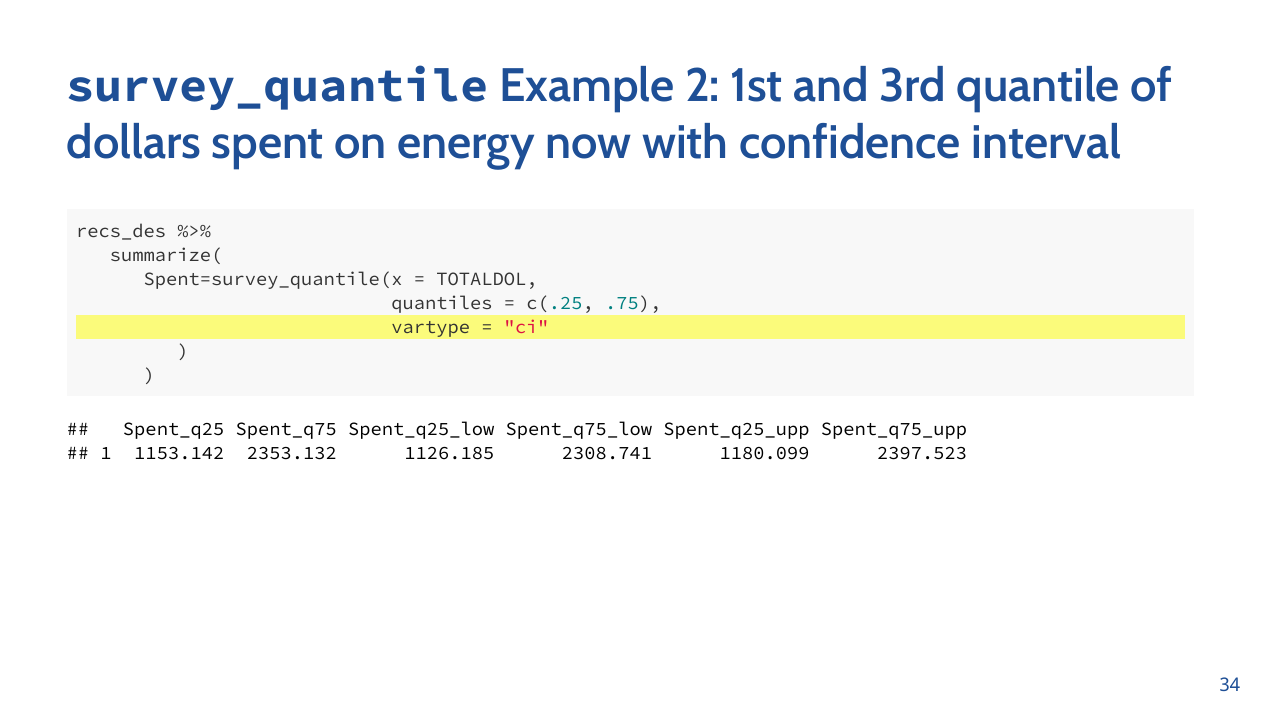 survey_quantile Example 2: 1st and 3rd quantile of
dollars spent on energy now with confidence interval
recs_des %>%
   summarize(
      Spent=survey_quantile(x = TOTALDOL,
                            quantiles = c(.25, .75),
                            vartype = "ci"
         )
      )
##   Spent_q25 Spent_q75 Spent_q25_low Spent_q75_low Spent_q25_upp Spent_q75_upp
## 1  1153.142  2353.132      1126.185      2308.741      1180.099      2397.523
34